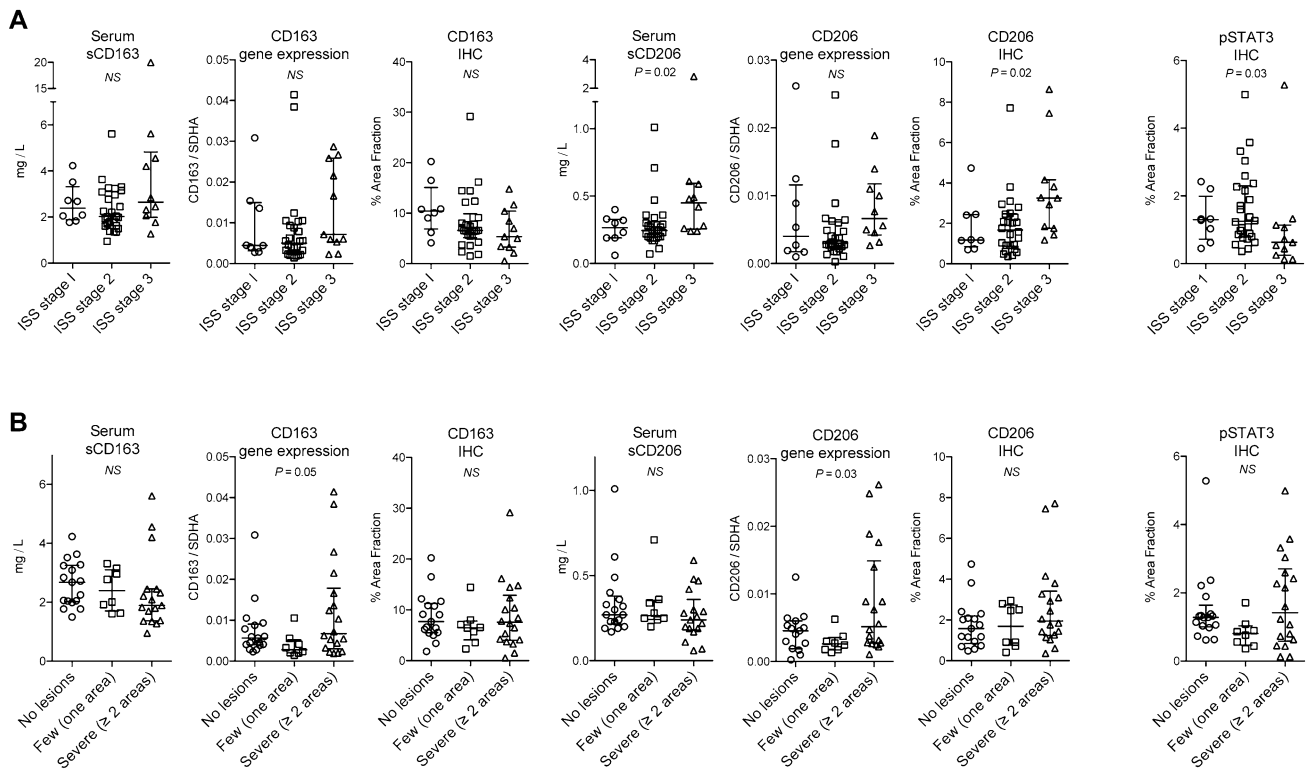 A
Serum
sCD163
NS
mg / L
20
15
6
4
2
0
ISS stage I
ISS stage 2
ISS stage 3
CD163
gene expression
NS
CD163 / SDHA
0.05
0.04
0.03
0.02
0.01
0.00
ISS stage I
ISS stage 2
ISS stage 3
CD163
IHC
NS
% Area Fraction
40
30
20
10
0
ISS stage I
ISS stage 2
ISS stage 3
Serum
sCD206
P = 0.02
mg / L
4
2
1.0
0.5
0.0
ISS stage I
ISS stage 2
ISS stage 3
CD206
gene expression
NS
CD206 / SDHA
0.03
0.02
0.01
0.00
ISS stage I
ISS stage 2
ISS stage 3
CD206
IHC
P = 0.02
% Area Fraction
10
8
6
4
2
0
ISS stage I
ISS stage 2
ISS stage 3
pSTAT3
IHC
P = 0.03
% Area Fraction
6
4
2
0
ISS stage I
ISS stage 2
ISS stage 3
B
Serum
sCD163
NS
mg / L
6
4
2
0
No lesions
Few (one area)
Severe (≥ 2 areas)
CD163
gene expression
P = 0.05
CD163 / SDHA
0.05
0.04
0.03
0.02
0.01
0.00
No lesions
Few (one area)
Severe (≥ 2 areas)
CD163
IHC
NS
% Area Fraction
40
30
20
10
0
No lesions
Few (one area)
Severe (≥ 2 areas)
Serum
sCD206
NS
mg / L
1.0
0.5
0.0
No lesions
Few (one area)
Severe (≥ 2 areas)
CD206
gene expression
P = 0.03
CD206 / SDHA
0.03
0.02
0.01
0.00
No lesions
Few (one area)
Severe (≥ 2 areas)
CD206
IHC
NS
% Area Fraction
10
8
6
4
2
0
No lesions
Few (one area)
Severe (≥ 2 areas)
pSTAT3
IHC
NS
% Area Fraction
6
4
2
0
No lesions
Few (one area)
Severe (≥ 2 areas)